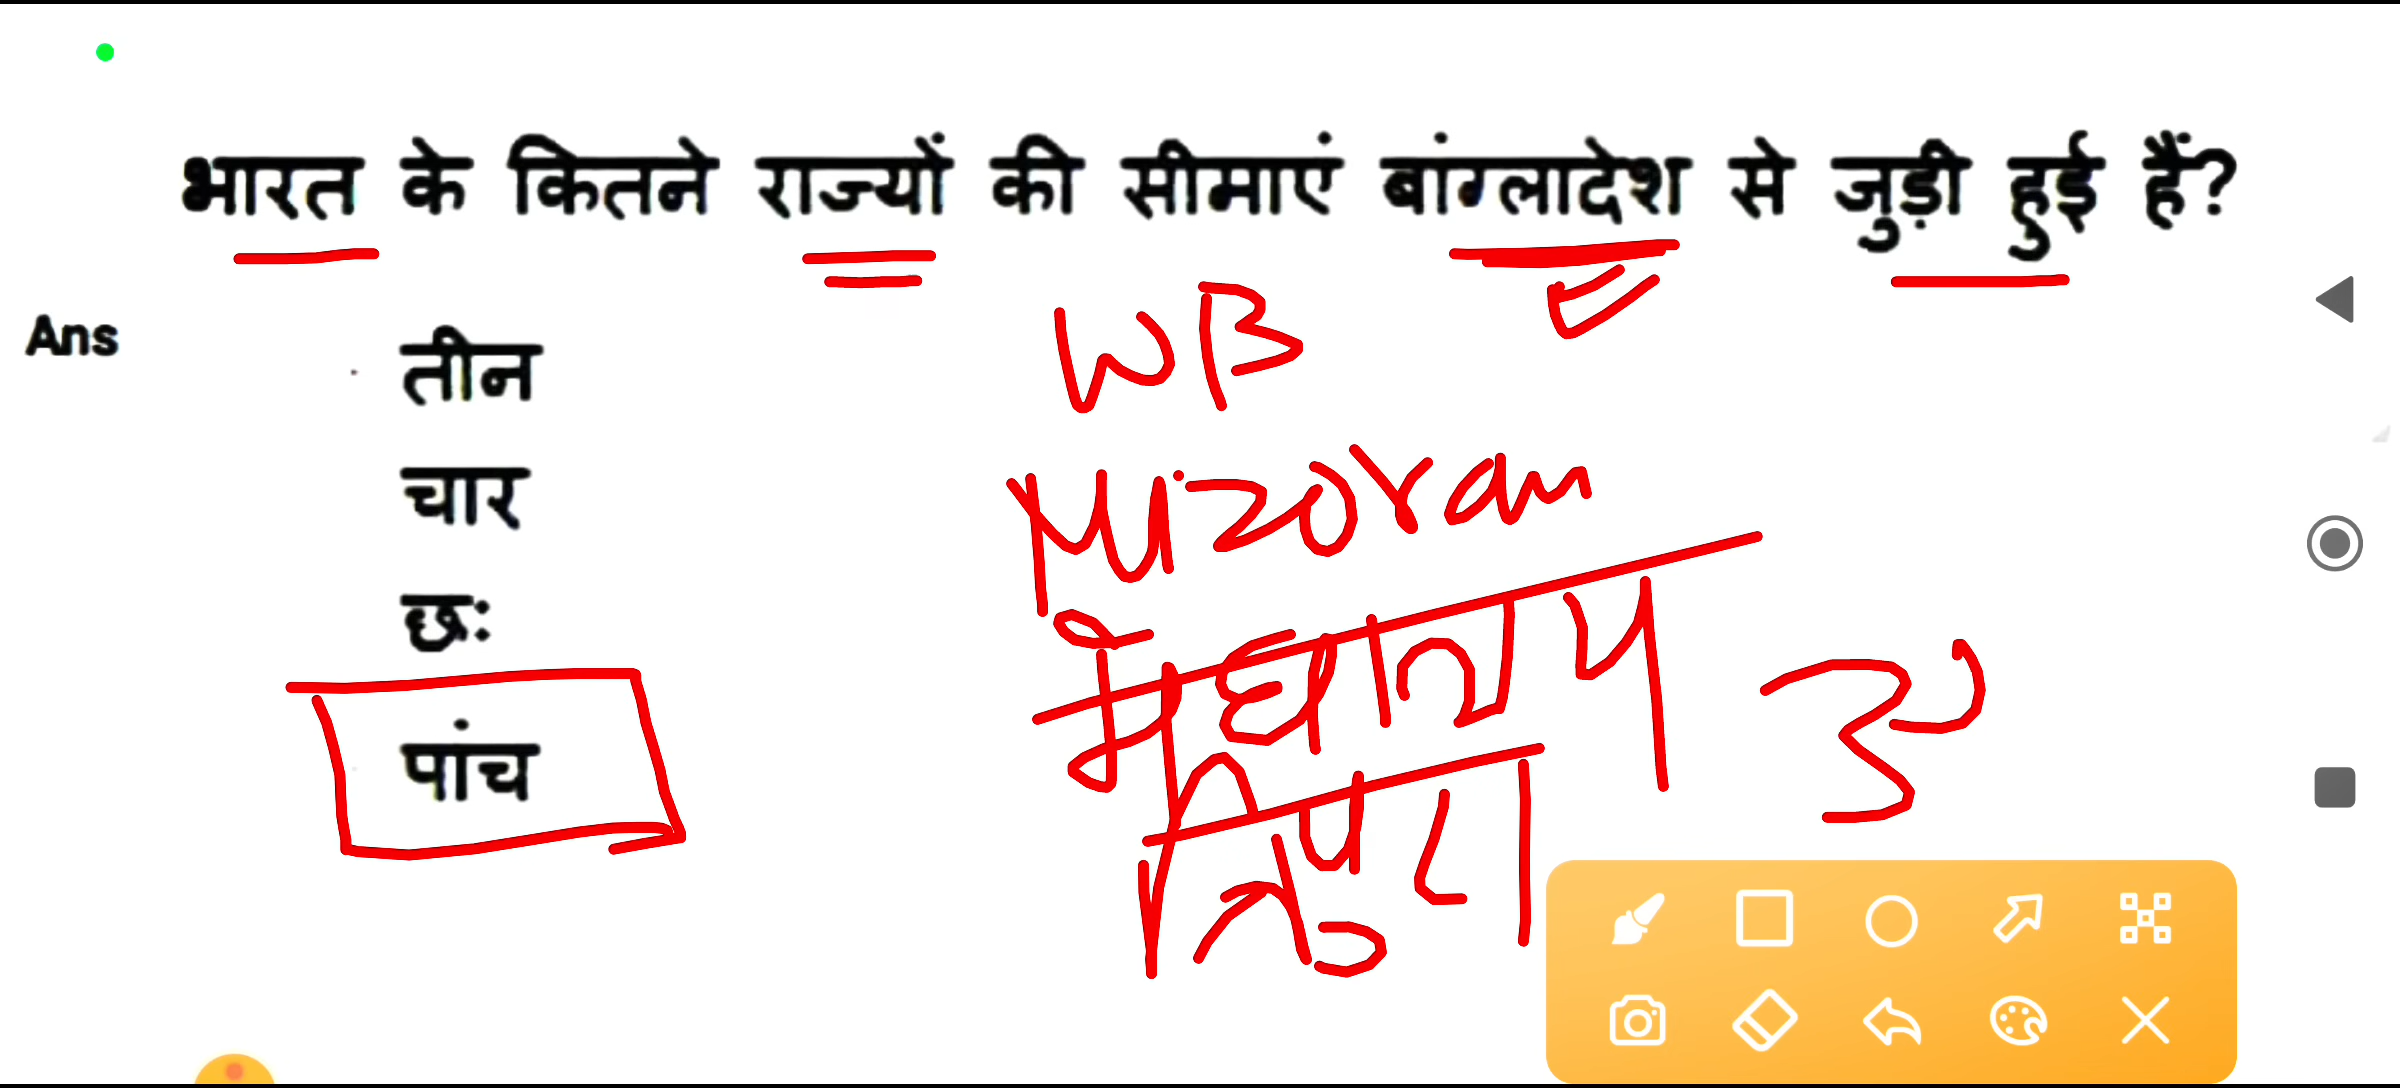 भारत के कितने राज्यों की सीमाएं बांग्लादेश से जुड़ी हुई हैं?
Ans
तीन
चार
छः
पांच
WB
Mizoram
मेघालय
त्रिपुरा